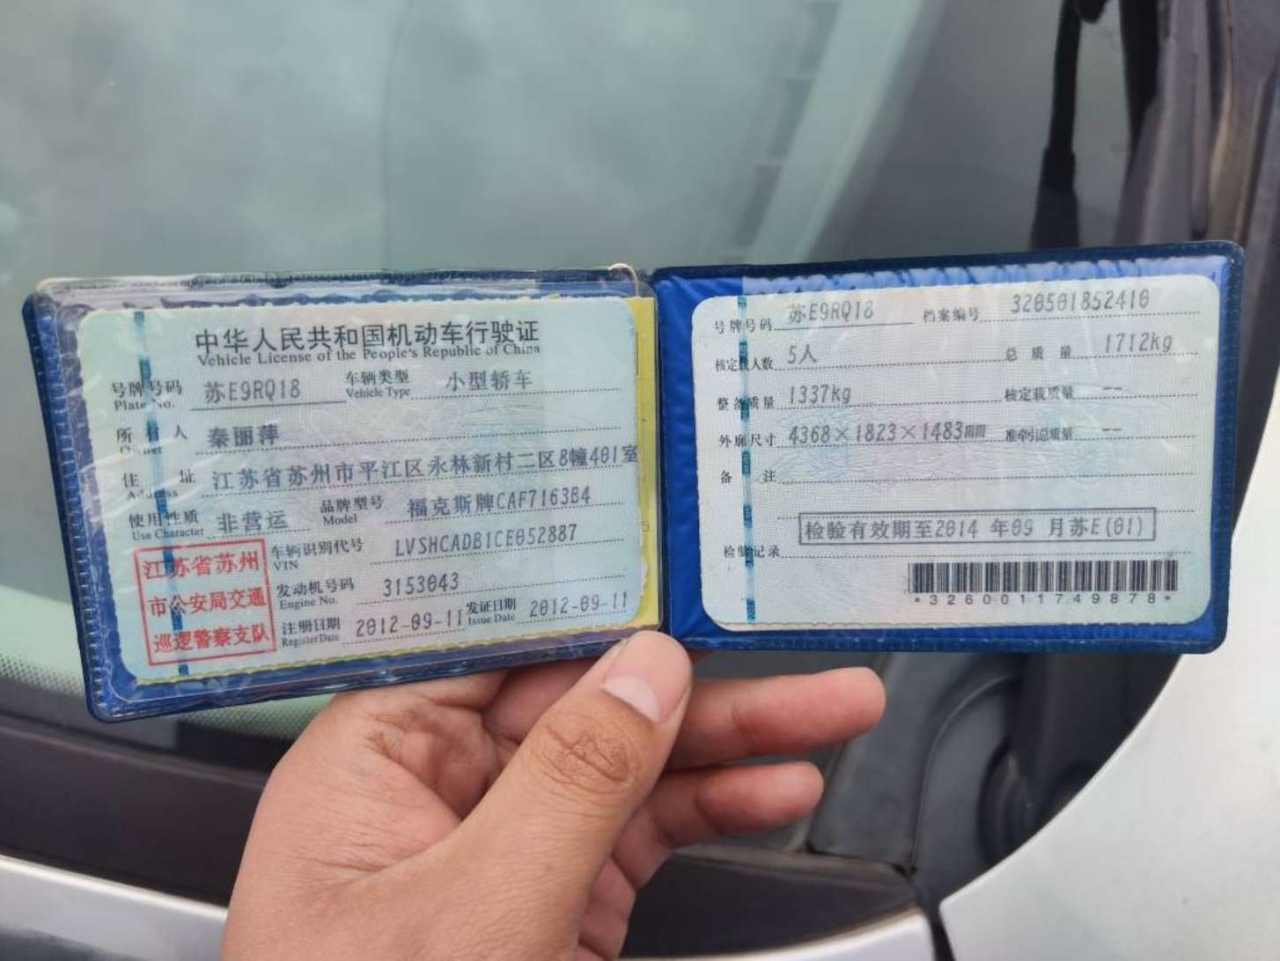 中华人民共和国机动车行驶证
Vehicle License of the People's Republic of China
号牌号码 苏E9RQ18 车辆类型 小型轿车
Plate No. Vehicle Type
所有人 秦丽萍
Owner
住址 江苏省苏州市平江区永林新村二区8幢401室
Address
使用性质 非营运 品牌型号 福克斯牌CAF7163B4
Use Character Model
车辆识别代号 LVSHCADB1CE052887
VIN
发动机号码 3153043
Engine No.
注册日期 2012-09-11 发证日期 2012-09-11
Register Date Issue Date
江苏省苏州
市公安局交通
巡逻警察支队
号牌号码 苏E9RQ18 档案编号 320501852410
核定载人数 5人 总质量 1712kg
整备质量 1337kg 核定载质量 --
外廓尺寸 4368×1823×1483mm 准牵引总质量 --
备注
检验有效期至2014年09月苏E(01)
检验记录
*3260011749878*